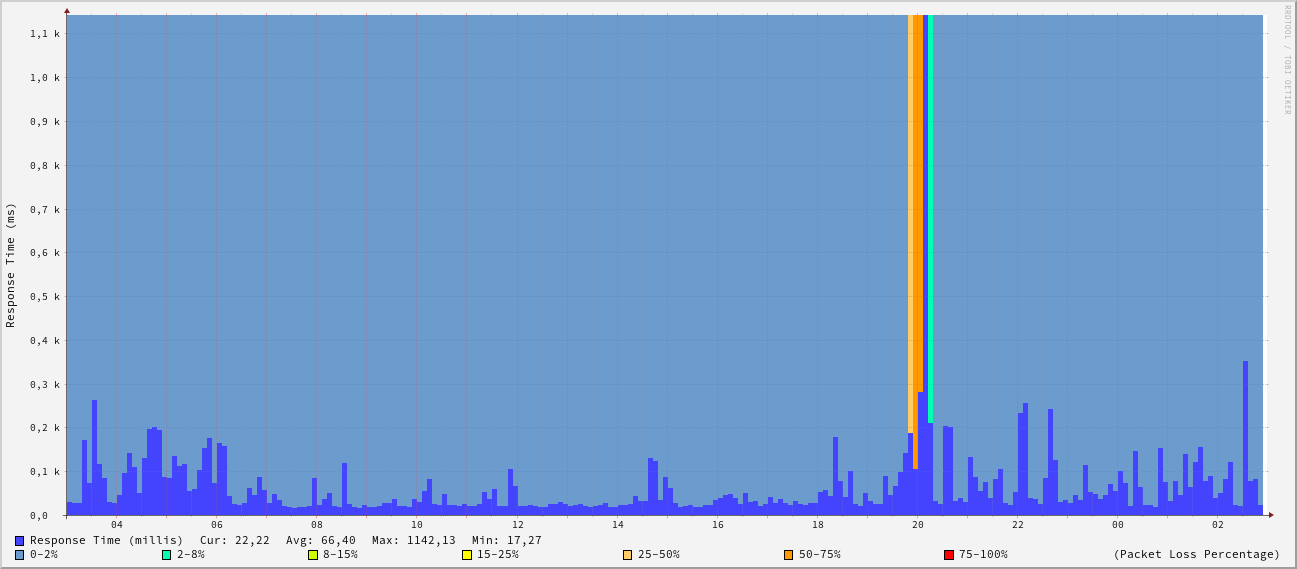 RRDTOOL / TOBI OETIKER
Response Time (ms)
1,1 k
1,0 k
0,9 k
0,8 k
0,7 k
0,6 k
0,5 k
0,4 k
0,3 k
0,2 k
0,1 k
0,0
04 06 08 10 12 14 16 18 20 22 00 02
Response Time (millis) Cur: 22,22 Avg: 66,40 Max: 1142,13 Min: 17,27
0-2% 2-8% 8-15% 15-25% 25-50% 50-75% 75-100% (Packet Loss Percentage)